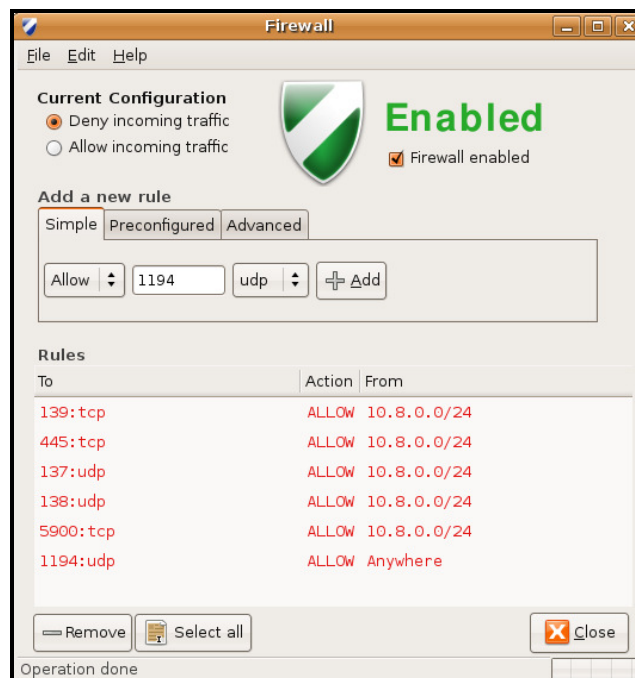 Firewall
File Edit Help
Current Configuration
Deny incoming traffic
Allow incoming traffic
Enabled
Firewall enabled
Add a new rule
Simple Preconfigured Advanced
Allow 1194 udp Add
Rules
To Action From
139:tcp ALLOW 10.8.0.0/24
445:tcp ALLOW 10.8.0.0/24
137:udp ALLOW 10.8.0.0/24
138:udp ALLOW 10.8.0.0/24
5900:tcp ALLOW 10.8.0.0/24
1194:udp ALLOW Anywhere
Remove Select all Close
Operation done